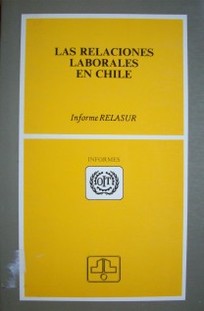 LAS RELACIONES
LABORALES
EN CHILE
Informe RELASUR
INFORMES
OIT